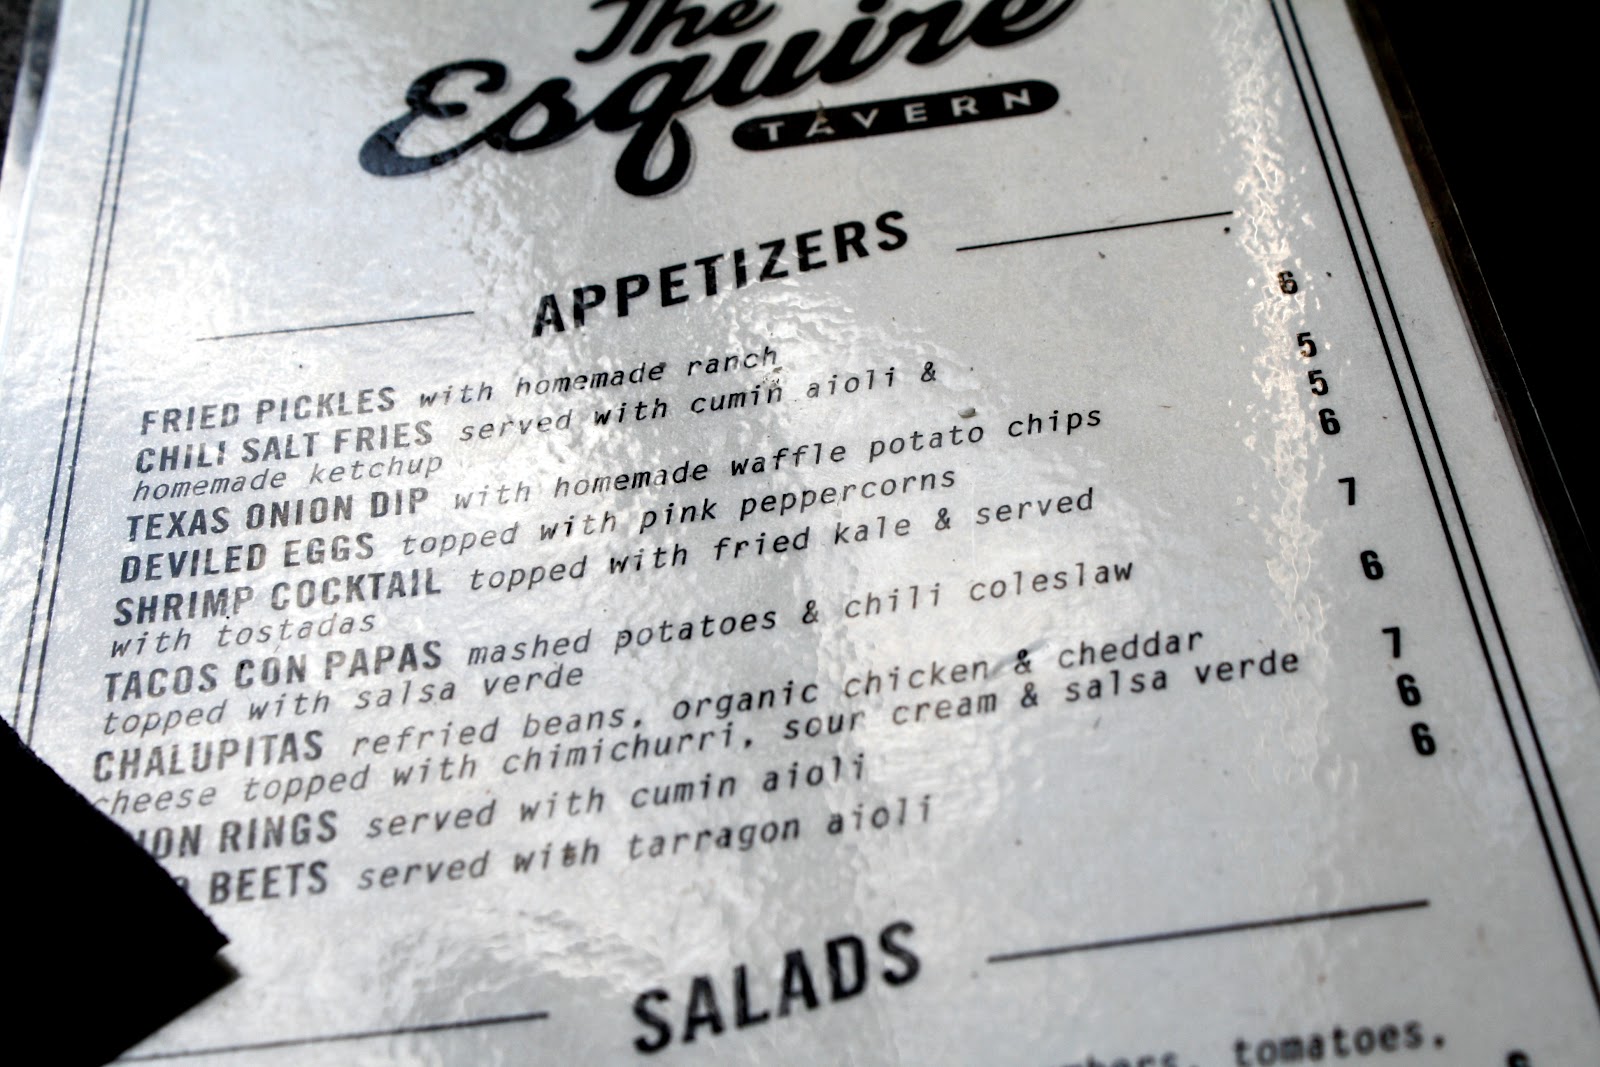 The
Esquire
TAVERN
APPETIZERS
FRIED PICKLES with homemade ranch 6
CHILI SALT FRIES served with cumin aioli & 5
homemade ketchup
TEXAS ONION DIP with homemade waffle potato chips 5
DEVILED EGGS topped with pink peppercorns 6
SHRIMP COCKTAIL topped with fried kale & served 7
with tostadas
TACOS CON PAPAS mashed potatoes & chili coleslaw 6
topped with salsa verde
CHALUPITAS refried beans, organic chicken & cheddar 7
cheese topped with chimichurri, sour cream & salsa verde
RINGS served with cumin aioli 6
BEETS served with tarragon aioli 6
SALADS
tomatoes,